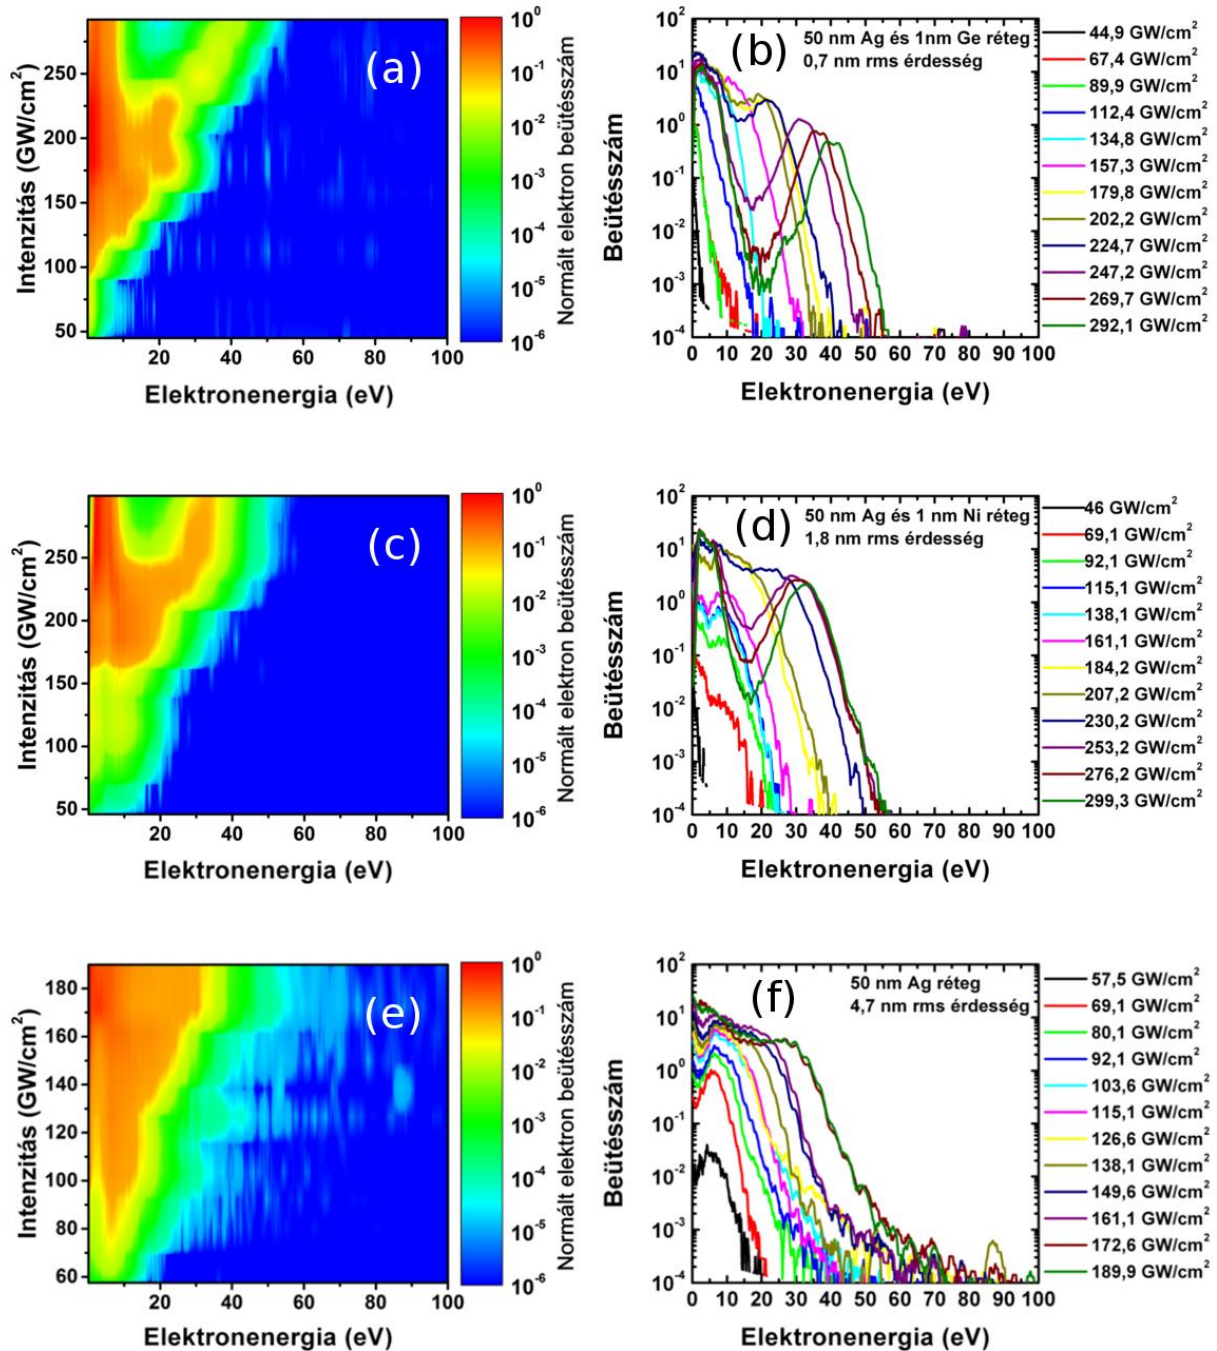 (a)
Intenzitás (GW/cm²)
250
200
150
100
50
20 40 60 80 100
Elektronenergia (eV)
10⁰
10⁻¹
10⁻²
10⁻³
10⁻⁴
10⁻⁵
10⁻⁶
Normált elektron beütésszám
(b)
50 nm Ag és 1nm Ge réteg
0,7 nm rms érdesség
Beütésszám
10²
10¹
10⁰
10⁻¹
10⁻²
10⁻³
10⁻⁴
0 10 20 30 40 50 60 70 80 90 100
Elektronenergia (eV)
44,9 GW/cm²
67,4 GW/cm²
89,9 GW/cm²
112,4 GW/cm²
134,8 GW/cm²
157,3 GW/cm²
179,8 GW/cm²
202,2 GW/cm²
224,7 GW/cm²
247,2 GW/cm²
269,7 GW/cm²
292,1 GW/cm²
(c)
Intenzitás (GW/cm²)
250
200
150
100
50
20 40 60 80 100
Elektronenergia (eV)
10⁰
10⁻¹
10⁻²
10⁻³
10⁻⁴
10⁻⁵
10⁻⁶
Normált elektron beütésszám
(d)
50 nm Ag és 1 nm Ni réteg
1,8 nm rms érdesség
Beütésszám
10²
10¹
10⁰
10⁻¹
10⁻²
10⁻³
10⁻⁴
0 10 20 30 40 50 60 70 80 90 100
Elektronenergia (eV)
46 GW/cm²
69,1 GW/cm²
92,1 GW/cm²
115,1 GW/cm²
138,1 GW/cm²
161,1 GW/cm²
184,2 GW/cm²
207,2 GW/cm²
230,2 GW/cm²
253,2 GW/cm²
276,2 GW/cm²
299,3 GW/cm²
(e)
Intenzitás (GW/cm²)
180
160
140
120
100
80
60
20 40 60 80 100
Elektronenergia (eV)
10⁰
10⁻¹
10⁻²
10⁻³
10⁻⁴
10⁻⁵
10⁻⁶
Normált elektron beütésszám
(f)
50 nm Ag réteg
4,7 nm rms érdesség
Beütésszám
10²
10¹
10⁰
10⁻¹
10⁻²
10⁻³
10⁻⁴
0 10 20 30 40 50 60 70 80 90 100
Elektronenergia (eV)
57,5 GW/cm²
69,1 GW/cm²
80,1 GW/cm²
92,1 GW/cm²
103,6 GW/cm²
115,1 GW/cm²
126,6 GW/cm²
138,1 GW/cm²
149,6 GW/cm²
161,1 GW/cm²
172,6 GW/cm²
189,9 GW/cm²